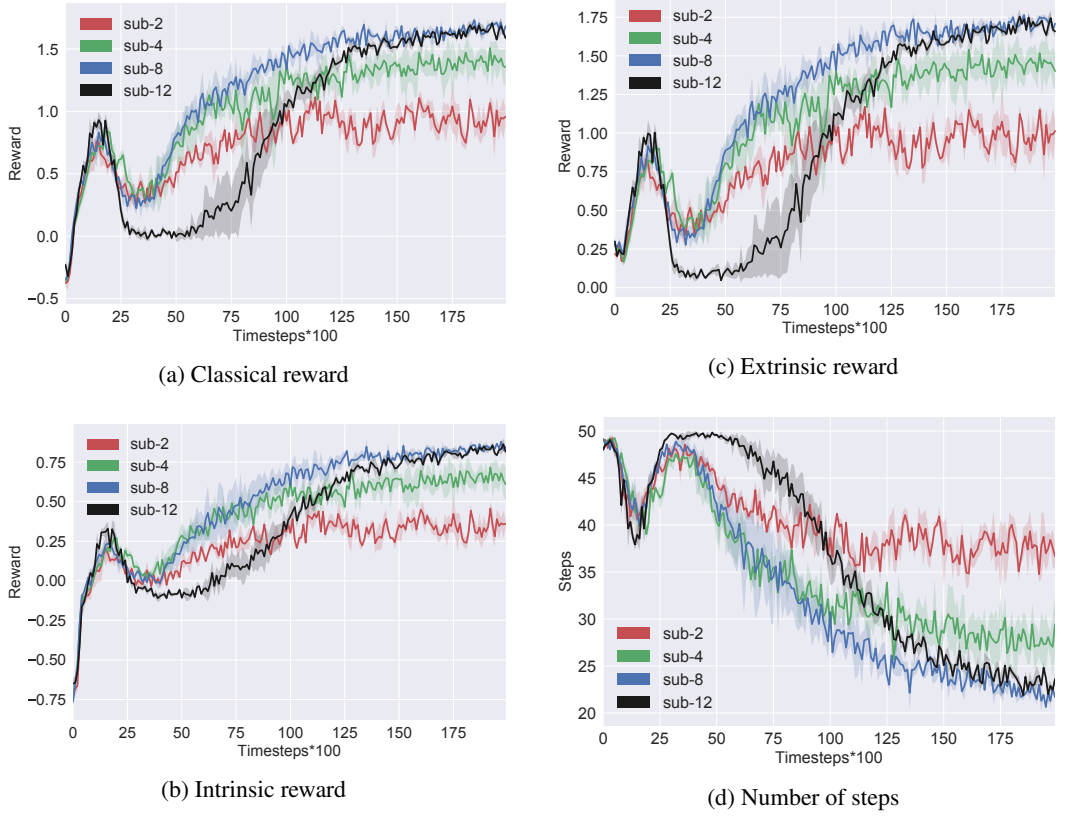 1.5
1.0
0.5
0.0
−0.5
Reward
sub-2
sub-4
sub-8
sub-12
0 25 50 75 100 125 150 175
Timesteps*100
(a) Classical reward
1.75
1.50
1.25
1.00
0.75
0.50
0.25
0.00
Reward
sub-2
sub-4
sub-8
sub-12
0 25 50 75 100 125 150 175
Timesteps*100
(c) Extrinsic reward
0.75
0.50
0.25
0.00
−0.25
−0.50
−0.75
Reward
sub-2
sub-4
sub-8
sub-12
0 25 50 75 100 125 150 175
Timesteps*100
(b) Intrinsic reward
50
45
40
35
30
25
20
Steps
sub-2
sub-4
sub-8
sub-12
0 25 50 75 100 125 150 175
Timesteps*100
(d) Number of steps